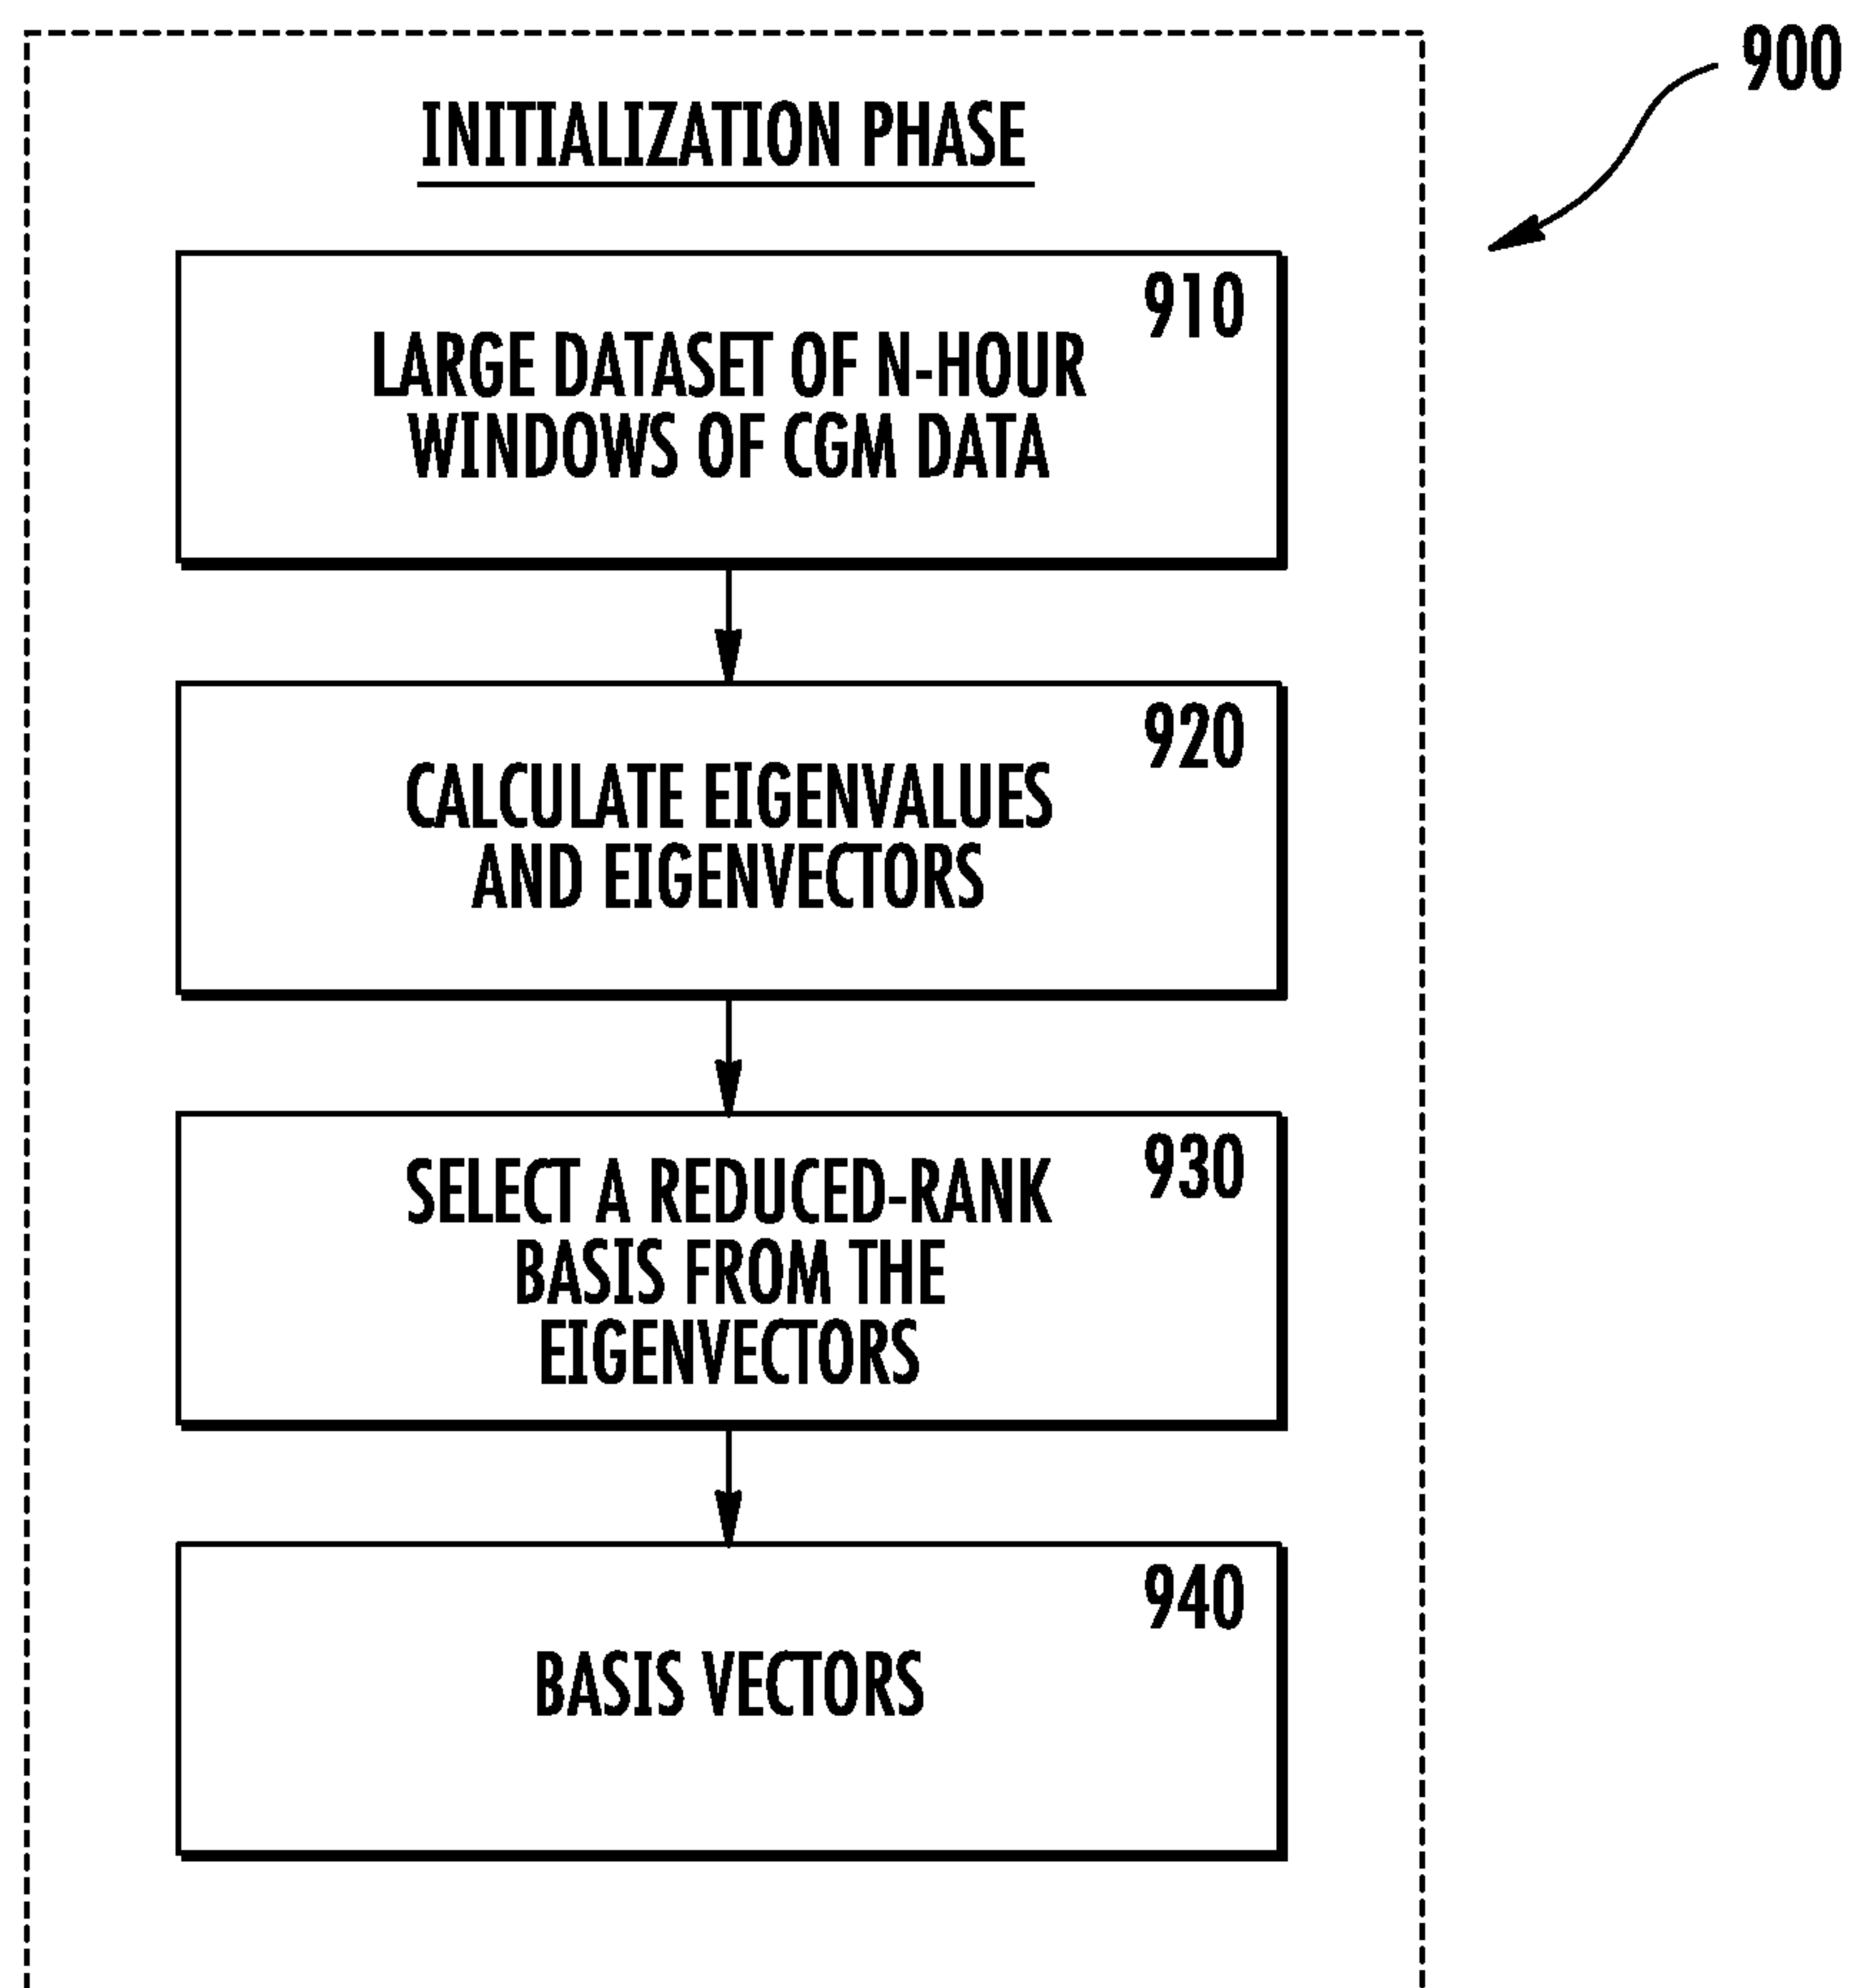 900
INITIALIZATION PHASE
910
LARGE DATASET OF N-HOUR
WINDOWS OF CGM DATA
920
CALCULATE EIGENVALUES
AND EIGENVECTORS
930
SELECT A REDUCED-RANK
BASIS FROM THE
EIGENVECTORS
940
BASIS VECTORS